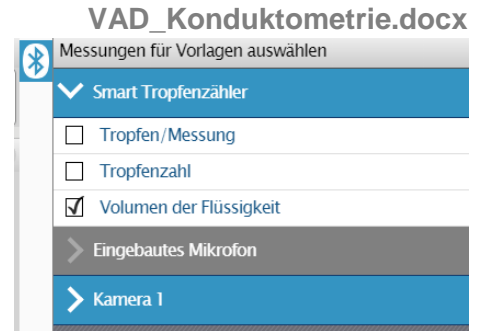 VAD_Konduktometrie.docx
Messungen für Vorlagen auswählen
Smart Tropfenzähler
Tropfen/Messung
Tropfenzahl
Volumen der Flüssigkeit
Eingebautes Mikrofon
Kamera 1